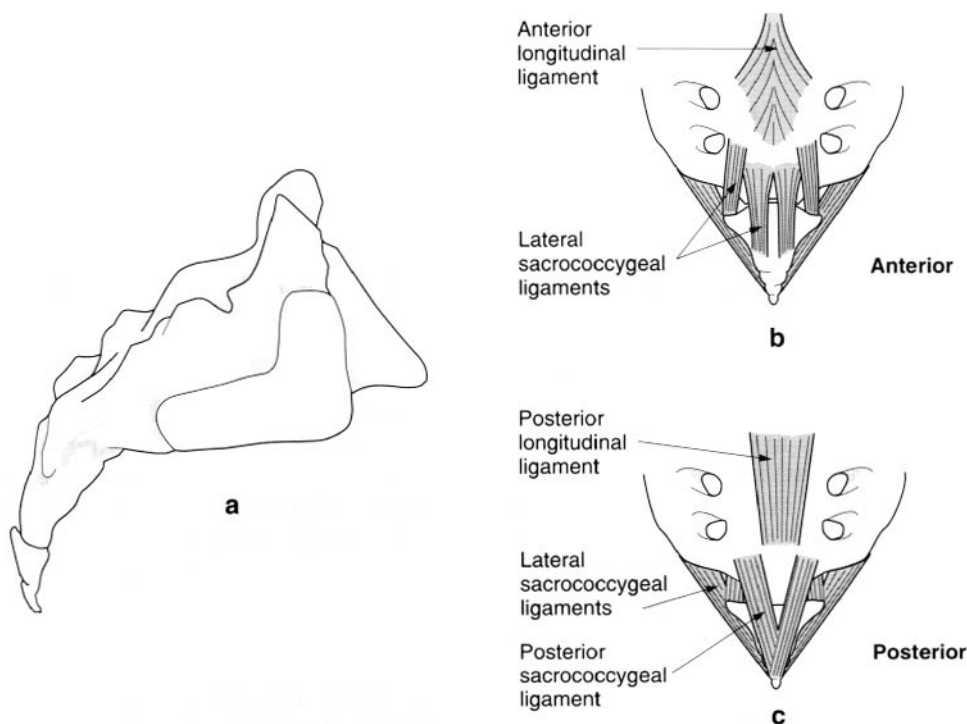 a
Anterior
longitudinal
ligament
Lateral
sacrococcygeal
ligaments
Anterior
b
Posterior
longitudinal
ligament
Lateral
sacrococcygeal
ligaments
Posterior
sacrococcygeal
ligament
Posterior
c